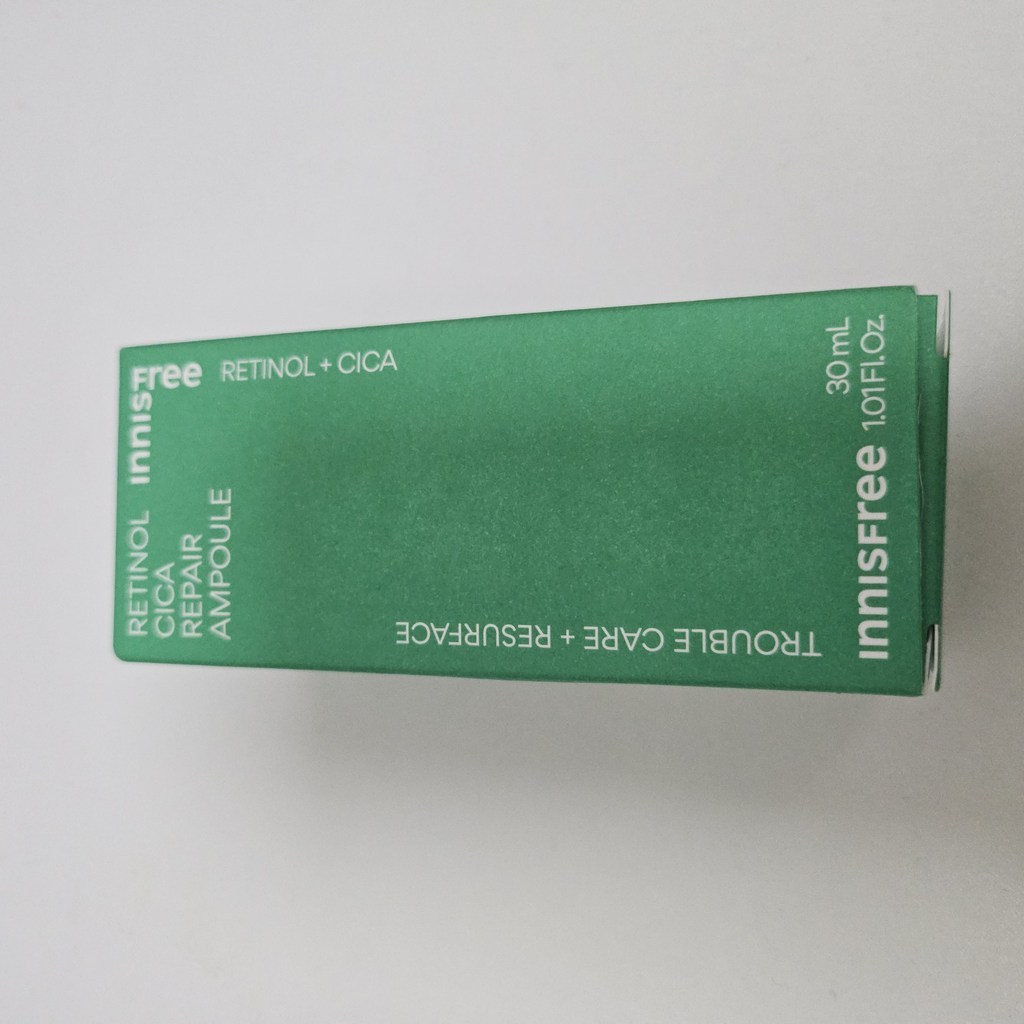 RETINOL
CICA
REPAIR
AMPOULE
INNISFree
RETINOL + CICA
TROUBLE CARE + RESURFACE
INNISFree
30 mL
1.01 Fl.Oz.